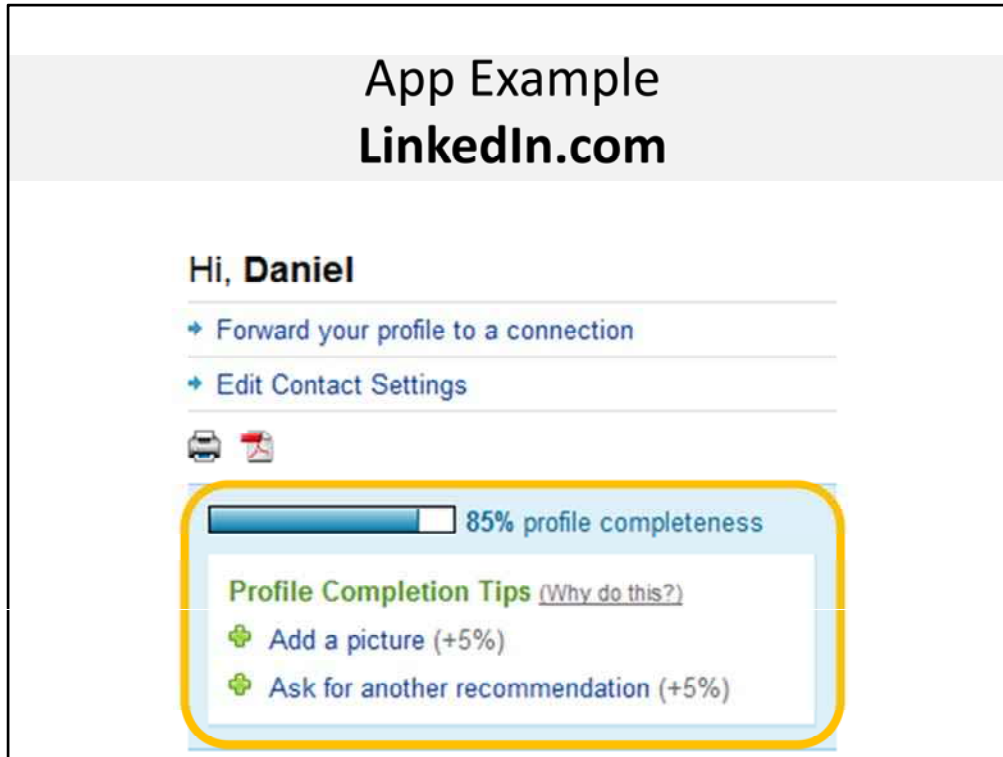 App Example
LinkedIn.com
Hi, Daniel
Forward your profile to a connection
Edit Contact Settings
85% profile completeness
Profile Completion Tips (Why do this?)
Add a picture (+5%)
Ask for another recommendation (+5%)